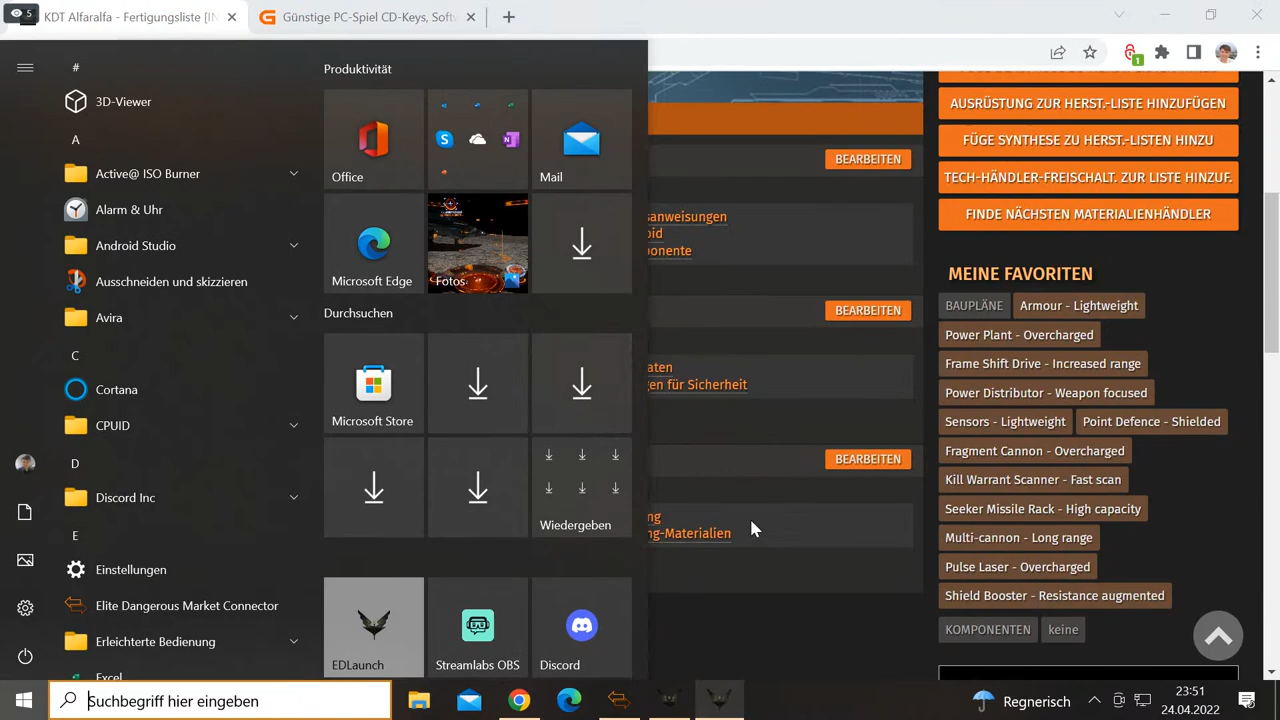 5
KDT Alfaralfa - Fertigungsliste [IN
Günstige PC-Spiel CD-Keys, Softw
1
#
3D-Viewer
A
Active@ ISO Burner
Alarm & Uhr
Android Studio
Ausschneiden und skizzieren
Avira
C
Cortana
CPUID
D
Discord Inc
E
Einstellungen
Elite Dangerous Market Connector
Erleichterte Bedienung
Excel
Produktivität
Office
Mail
Microsoft Edge
Fotos
Durchsuchen
Microsoft Store
Wiedergeben
EDLaunch
Streamlabs OBS
Discord
BEARBEITEN
sanweisungen
oid
onente
BEARBEITEN
aten
gen für Sicherheit
BEARBEITEN
ng
ng-Materialien
AUSRÜSTUNG ZUR HERST.-LISTE HINZUFÜGEN
FÜGE SYNTHESE ZU HERST.-LISTEN HINZU
TECH-HÄNDLER-FREISCHALT. ZUR LISTE HINZUF.
FINDE NÄCHSTEN MATERIALIENHÄNDLER
MEINE FAVORITEN
BAUPLÄNE Armour - Lightweight
Power Plant - Overcharged
Frame Shift Drive - Increased range
Power Distributor - Weapon focused
Sensors - Lightweight Point Defence - Shielded
Fragment Cannon - Overcharged
Kill Warrant Scanner - Fast scan
Seeker Missile Rack - High capacity
Multi-cannon - Long range
Pulse Laser - Overcharged
Shield Booster - Resistance augmented
KOMPONENTEN keine
Suchbegriff hier eingeben
Regnerisch
23:51
24.04.2022